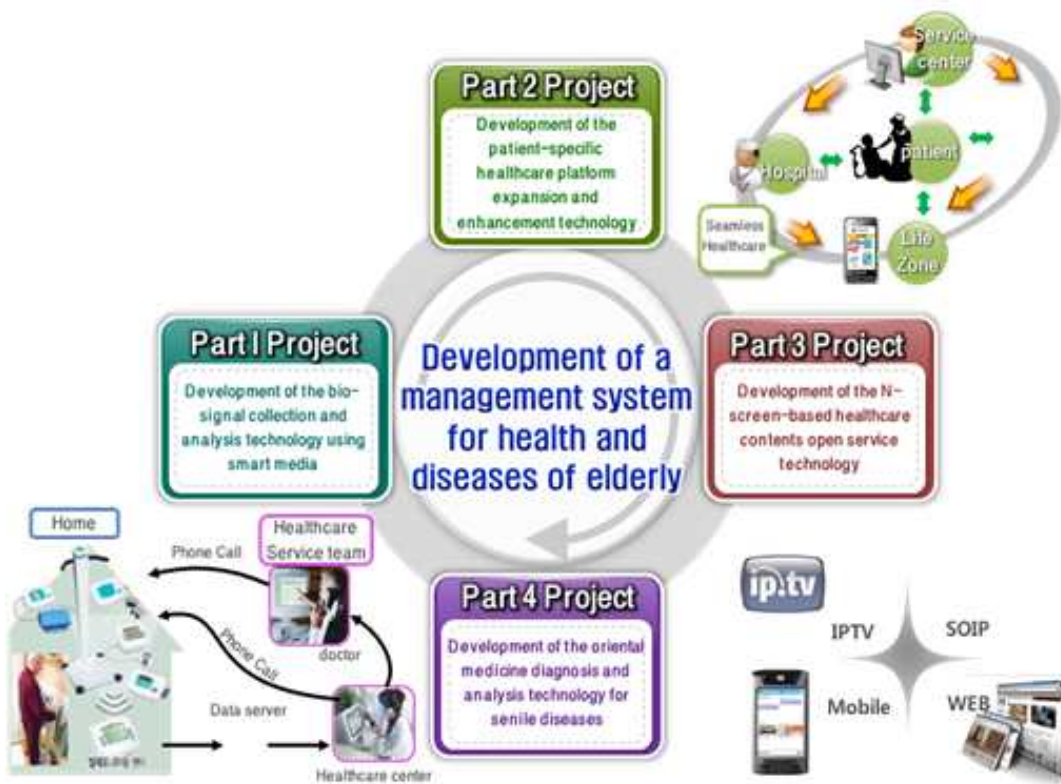 Part 2 Project
Development of the
patient-specific
healthcare platform
expansion and
enhancement technology
Service
center
Hospital
patient
Seamless
Healthcare
Life
Zone
Part I Project
Development of the bio-
signal collection and
analysis technology using
smart media
Development of a
management system
for health and
diseases of elderly
Part 3 Project
Development of the N-
screen-based healthcare
contents open service
technology
Home
Phone Call
Healthcare
Service team
doctor
Phone Call
Data server
Healthcare center
Part 4 Project
Development of the oriental
medicine diagnosis and
analysis technology for
senile diseases
ip.tv
IPTV
SOIP
Mobile
WEB